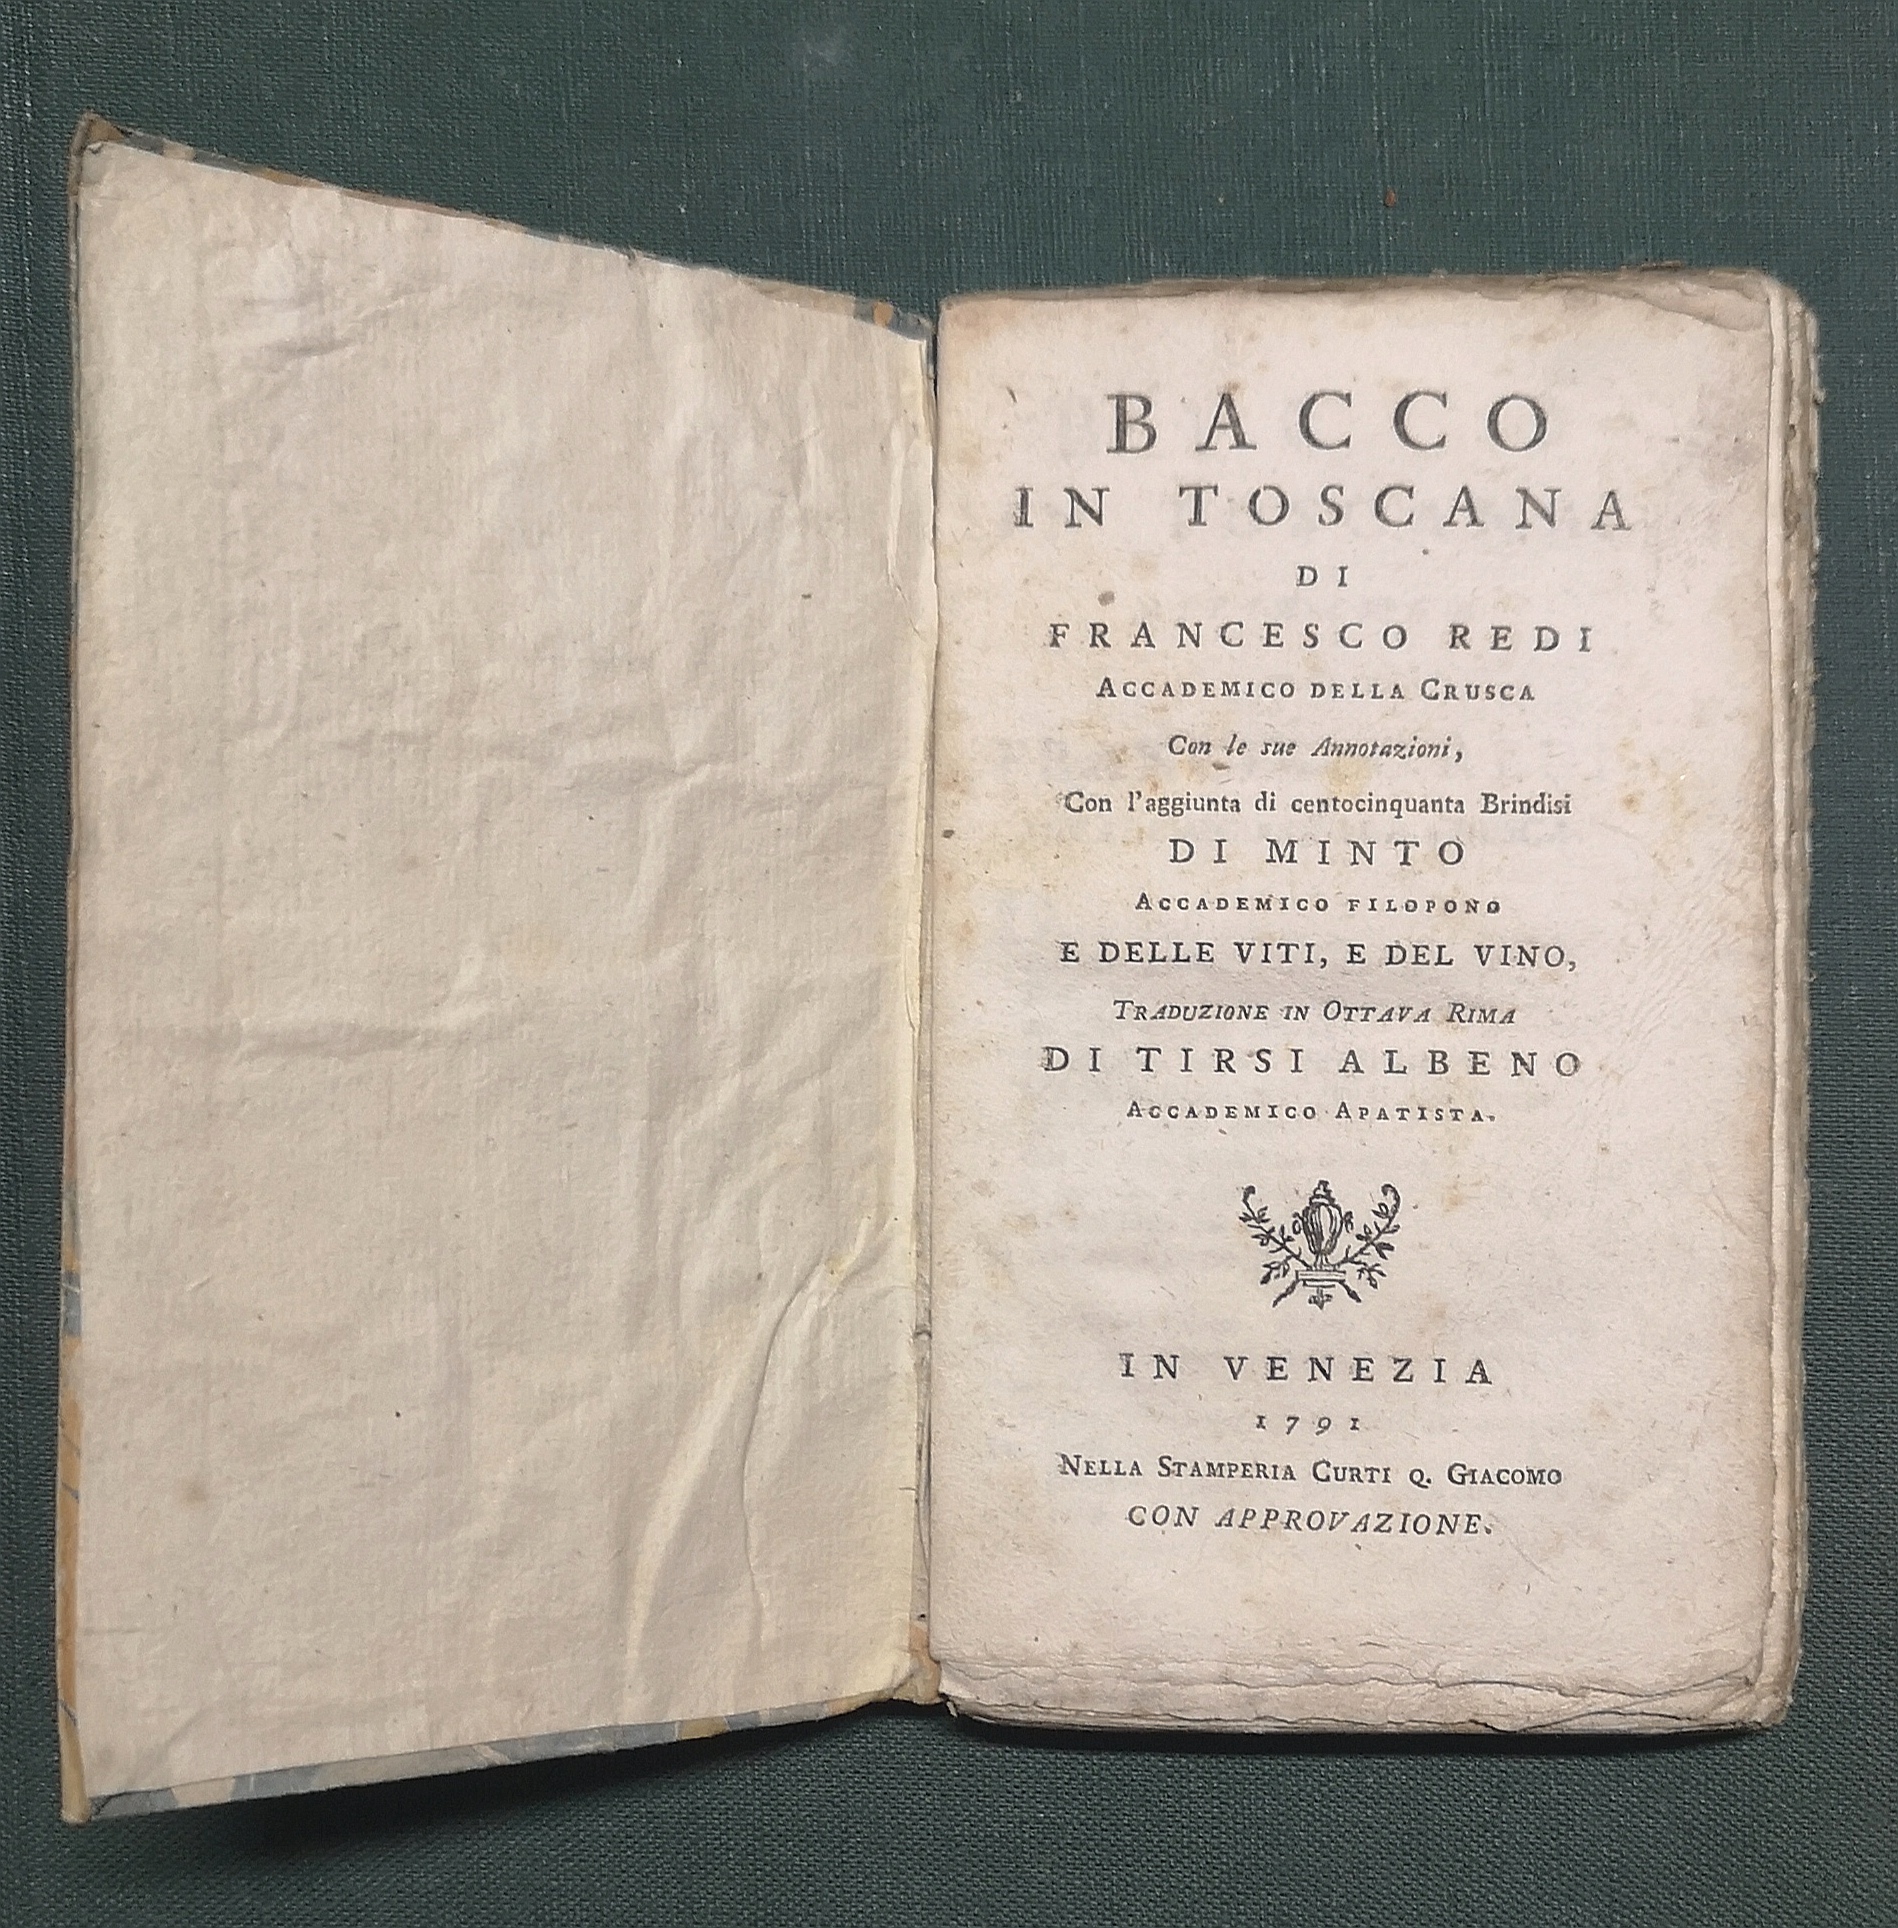 BACCO
IN TOSCANA
DI
FRANCESCO REDI
ACCADEMICO DELLA CRUSCA
Con le sue Annotazioni,
Con l'aggiunta di centocinquanta Brindisi
DI MINTO
ACCADEMICO FILOPONO
E DELLE VITI, E DEL VINO,
TRADUZIONE IN OTTAVA RIMA
DI TIRSI ALBENO
ACCADEMICO APATISTA.
IN VENEZIA
1791
NELLA STAMPERIA CURTI Q. GIACOMO
CON APPROVAZIONE.